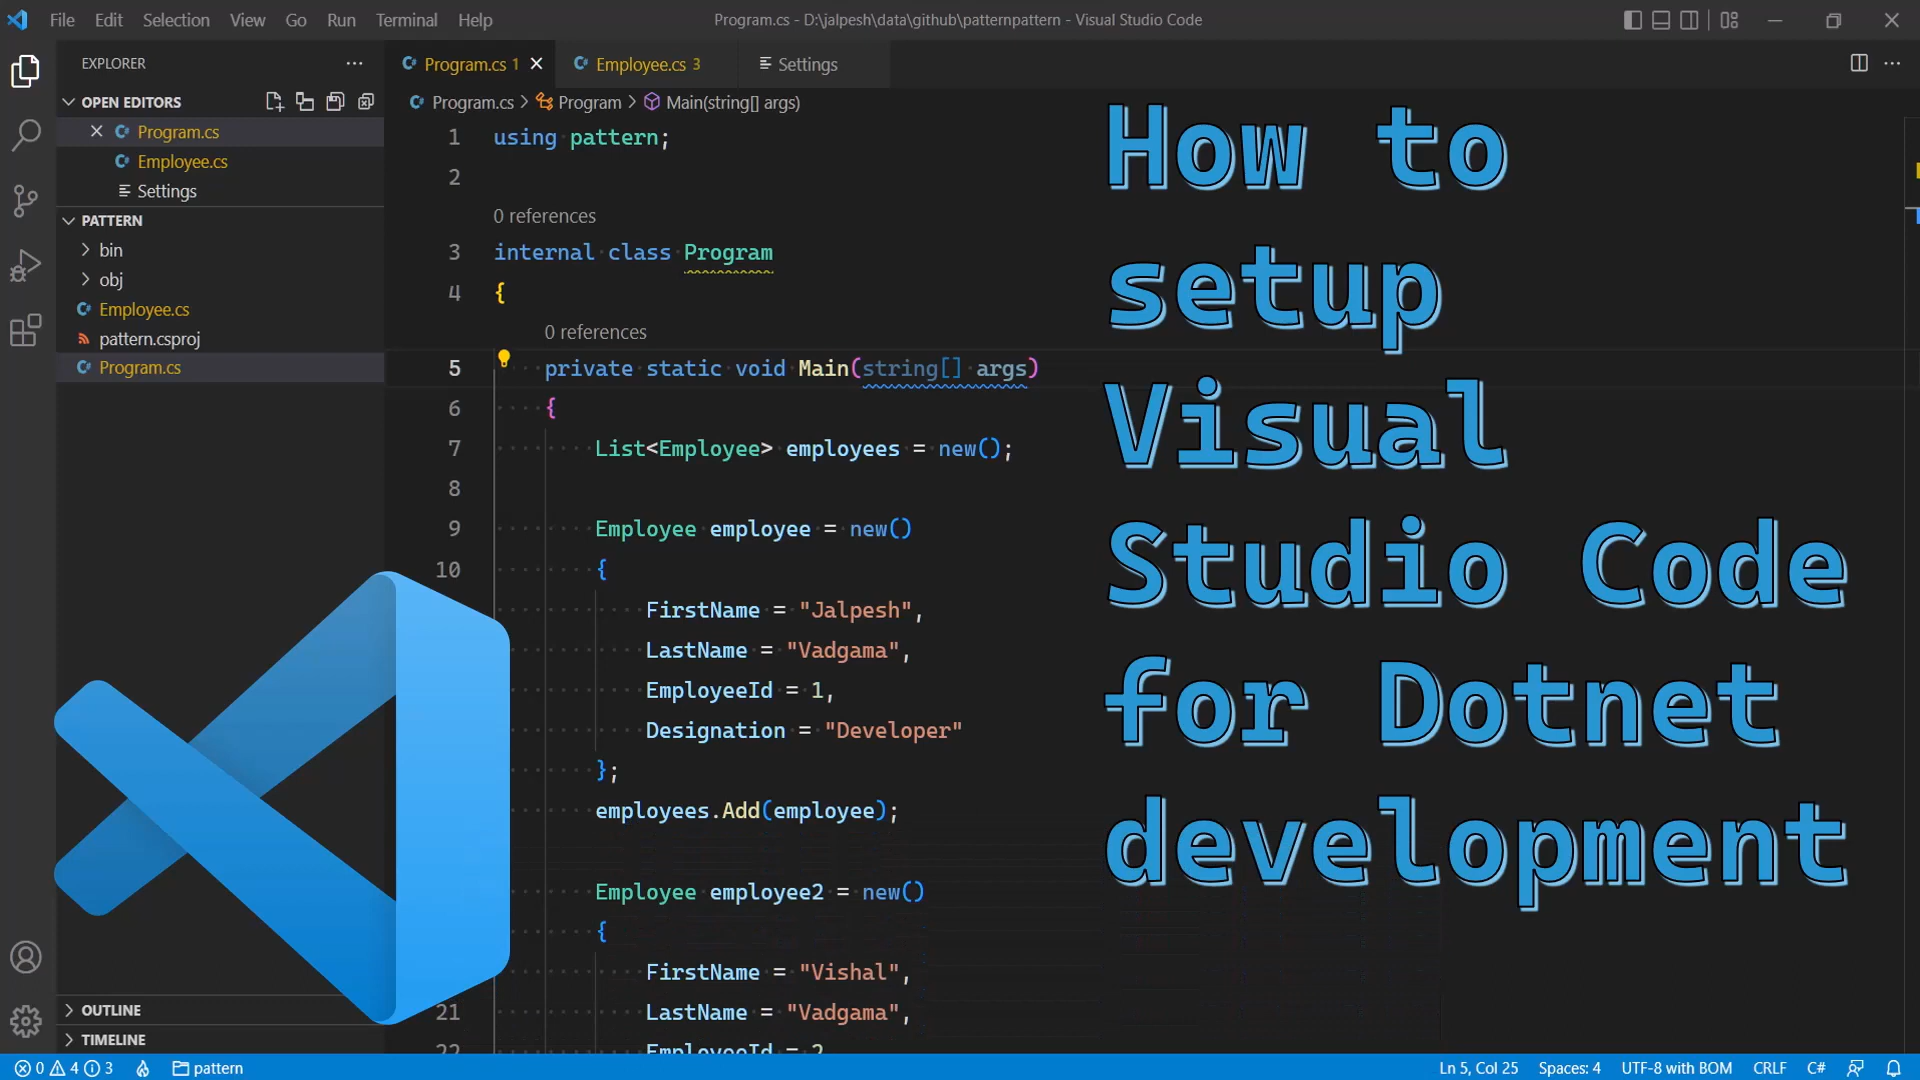 File Edit Selection View Go Run Terminal Help
Program.cs - D:\jalpesh\data\github\patternpattern - Visual Studio Code
EXPLORER
OPEN EDITORS
Program.cs
Employee.cs
Settings
PATTERN
bin
obj
Employee.cs
pattern.csproj
Program.cs
OUTLINE
TIMELINE
Program.cs 1
Employee.cs 3
Settings
Program.cs > Program > Main(string[] args)
1 using pattern;
2
0 references
3 internal class Program
4 {
0 references
5 private static void Main(string[] args)
6 {
7 List<Employee> employees = new();
8
9 Employee employee = new()
10 {
FirstName = "Jalpesh",
LastName = "Vadgama",
EmployeeId = 1,
Designation = "Developer"
};
employees.Add(employee);
Employee employee2 = new()
{
FirstName = "Vishal",
21 LastName = "Vadgama",
22 EmployeeId = 2
How to
setup
Visual
Studio Code
for Dotnet
development
0 4 3 pattern
Ln 5, Col 25 Spaces: 4 UTF-8 with BOM CRLF C#